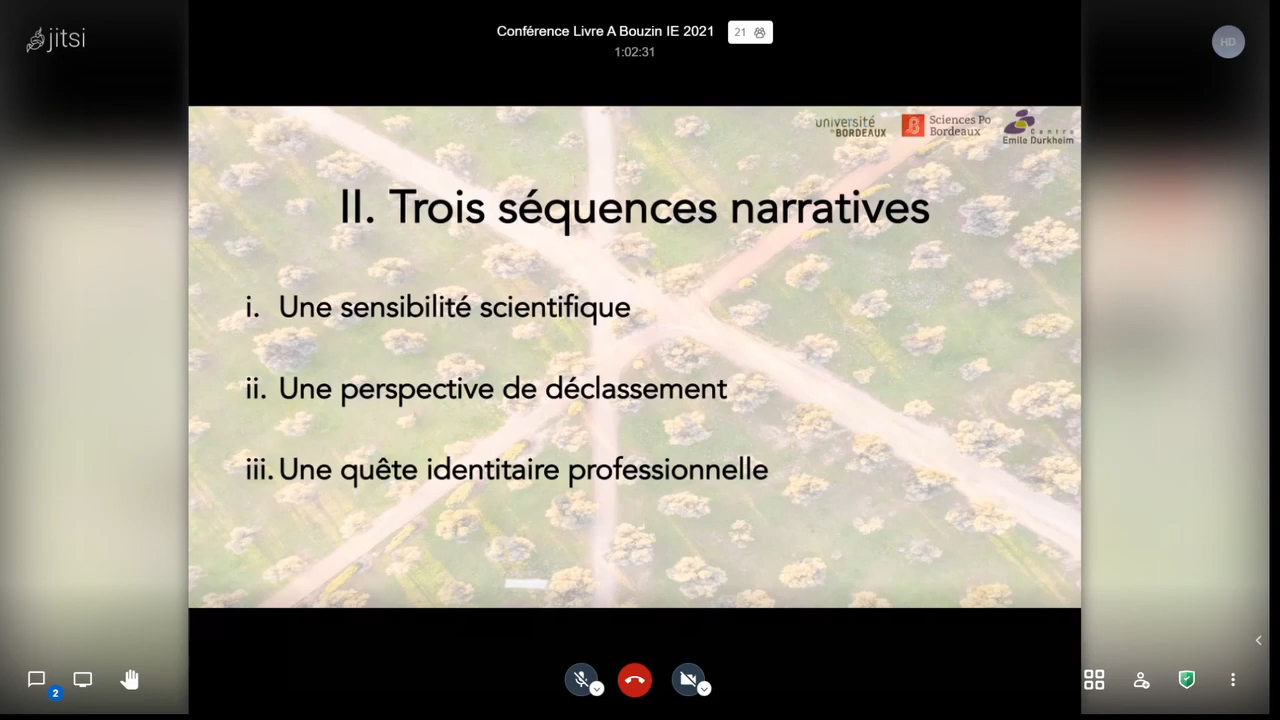 jitsi
Conférence Livre A Bouzin IE 2021
21
1:02:31
HD
université
de BORDEAUX
Sciences Po
Bordeaux
Centre
Emile Durkheim
II. Trois séquences narratives
i. Une sensibilité scientifique
ii. Une perspective de déclassement
iii. Une quête identitaire professionnelle
2